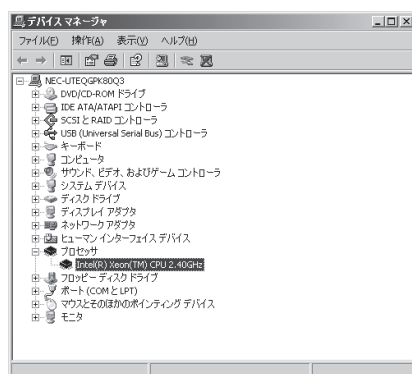 デバイス マネージャ
ファイル(F) 操作(A) 表示(V) ヘルプ(H)
NEC-UTEQGPK80Q3
DVD/CD-ROM ドライブ
IDE ATA/ATAPI コントローラ
SCSI と RAID コントローラ
USB (Universal Serial Bus) コントローラ
キーボード
コンピュータ
サウンド、ビデオ、およびゲーム コントローラ
システム デバイス
ディスク ドライブ
ディスプレイ アダプタ
ネットワーク アダプタ
ヒューマン インターフェイス デバイス
プロセッサ
Intel(R) Xeon(TM) CPU 2.40GHz
フロッピー ディスク ドライブ
ポート (COM と LPT)
マウスとそのほかのポインティング デバイス
モニタ